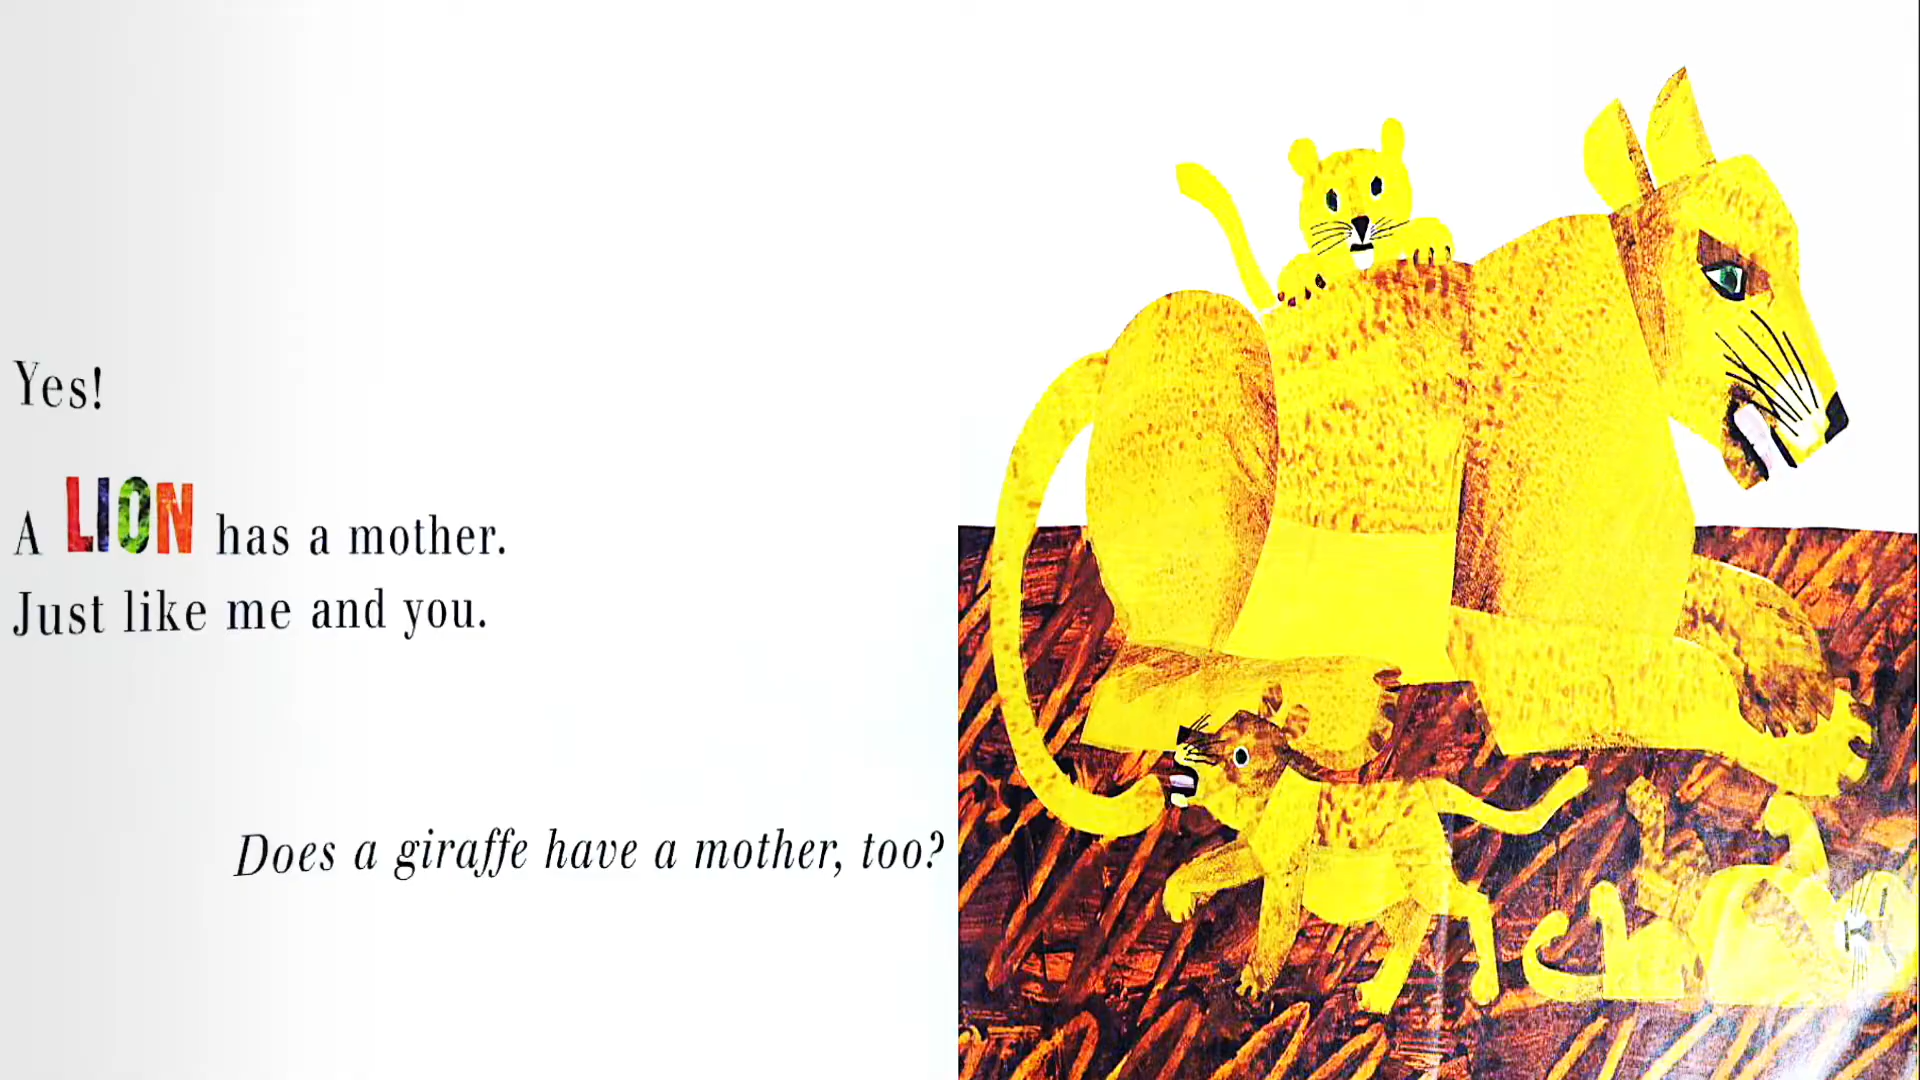 Yes!
A LION has a mother.
Just like me and you.
Does a giraffe have a mother, too?